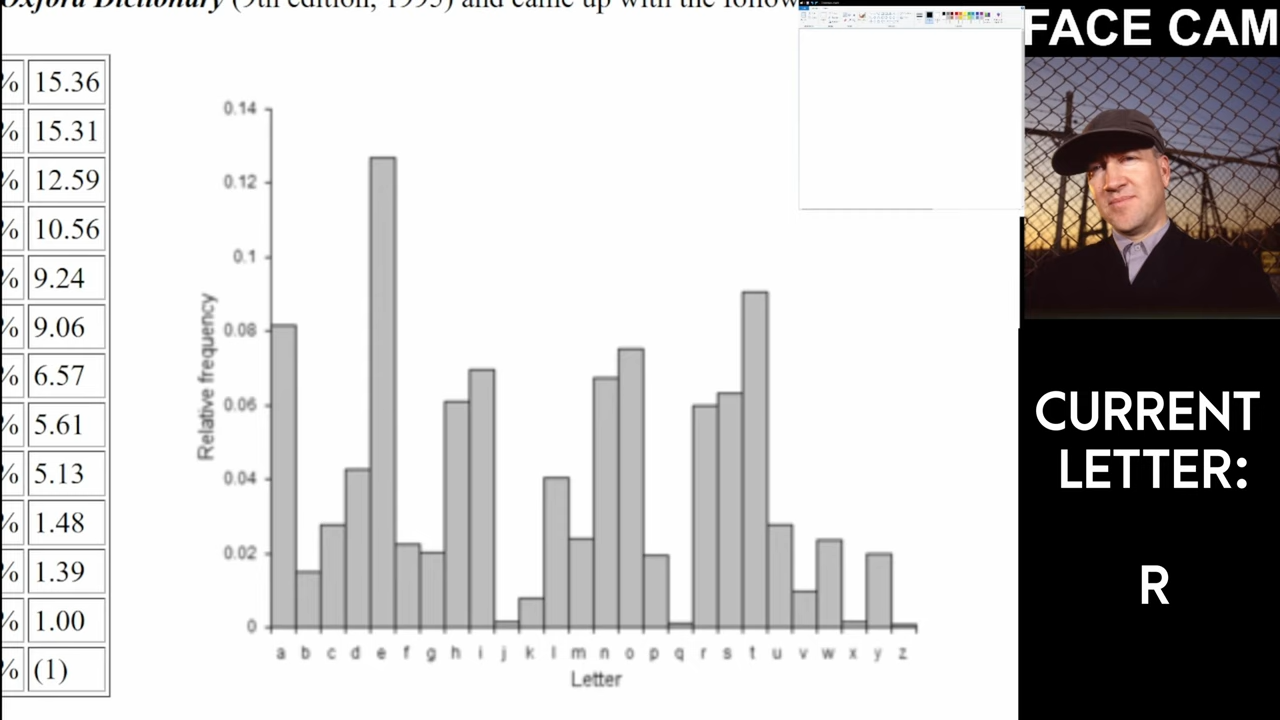 Oxford Dictionary (9th edition, 1995) and came up with the follow
% 15.36
% 15.31
% 12.59
% 10.56
% 9.24
% 9.06
% 6.57
% 5.61
% 5.13
% 1.48
% 1.39
% 1.00
% (1)
0.14
0.12
0.1
0.08
0.06
0.04
0.02
0
Relative frequency
a b c d e f g h i j k l m n o p q r s t u v w x y z
Letter
FACE CAM
CURRENT
LETTER:
R